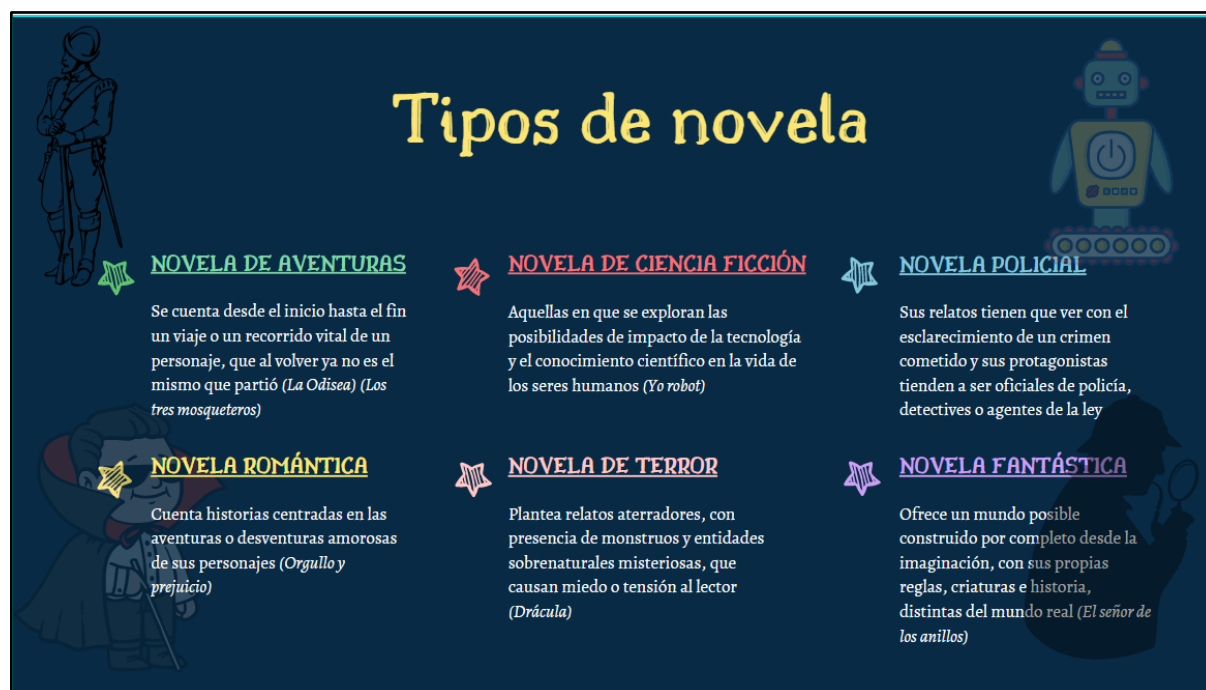 Tipos de novela
NOVELA DE AVENTURAS
Se cuenta desde el inicio hasta el fin
un viaje o un recorrido vital de un
personaje, que al volver ya no es el
mismo que partió (La Odisea) (Los
tres mosqueteros)
NOVELA DE CIENCIA FICCIÓN
Aquellas en que se exploran las
posibilidades de impacto de la tecnología
y el conocimiento científico en la vida de
los seres humanos (Yo robot)
NOVELA POLICIAL
Sus relatos tienen que ver con el
esclarecimiento de un crimen
cometido y sus protagonistas
tienden a ser oficiales de policía,
detectives o agentes de la ley
NOVELA ROMÁNTICA
Cuenta historias centradas en las
aventuras o desventuras amorosas
de sus personajes (Orgullo y
prejuicio)
NOVELA DE TERROR
Plantea relatos aterradores, con
presencia de monstruos y entidades
sobrenaturales misteriosas, que
causan miedo o tensión al lector
(Drácula)
NOVELA FANTÁSTICA
Ofrece un mundo posible
construido por completo desde la
imaginación, con sus propias
reglas, criaturas e historia,
distintas del mundo real (El señor de
los anillos)